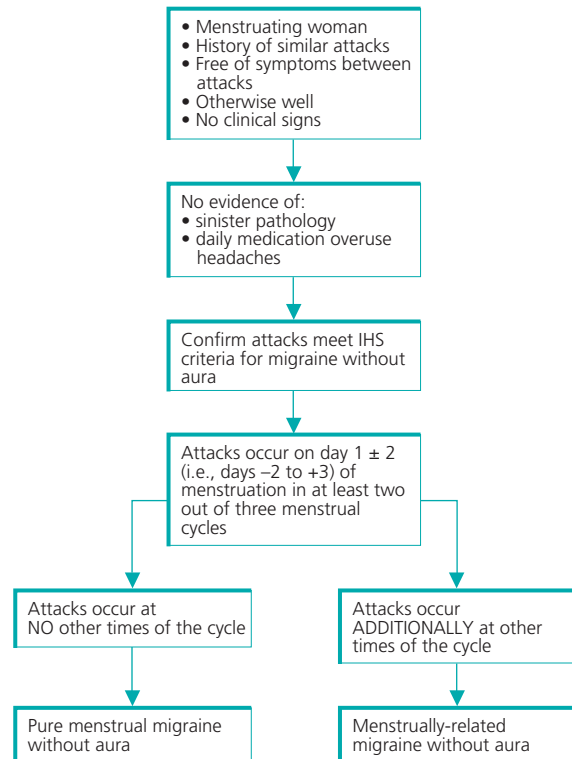 • Menstruating woman
• History of similar attacks
• Free of symptoms between
attacks
• Otherwise well
• No clinical signs
No evidence of:
• sinister pathology
• daily medication overuse
headaches
Confirm attacks meet IHS
criteria for migraine without
aura
Attacks occur on day 1 ± 2
(i.e., days –2 to +3) of
menstruation in at least two
out of three menstrual
cycles
Attacks occur at
NO other times of the cycle
Attacks occur
ADDITIONALLY at other
times of the cycle
Pure menstrual migraine
without aura
Menstrually-related
migraine without aura